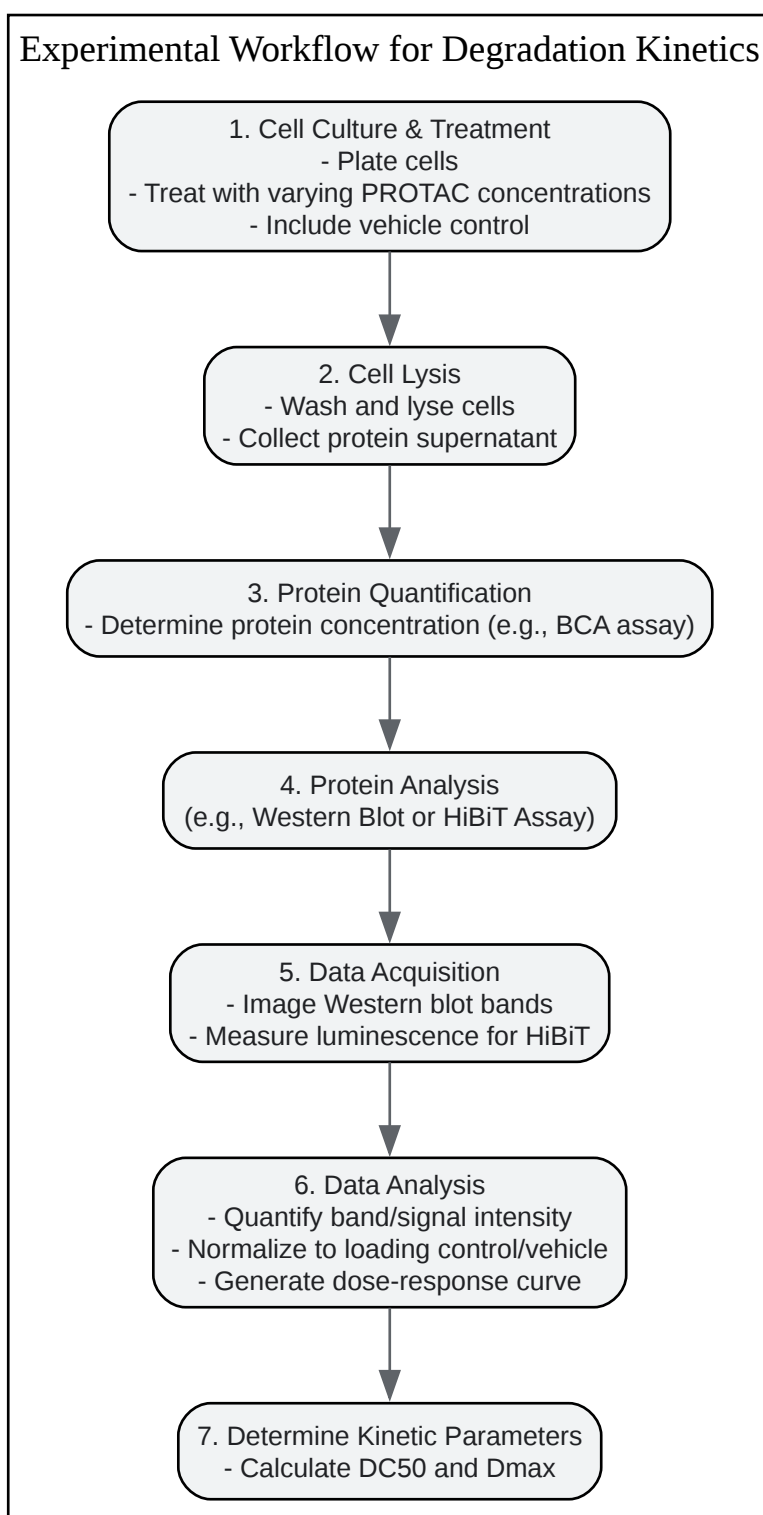 Experimental Workflow for Degradation Kinetics
1. Cell Culture & Treatment
- Plate cells
- Treat with varying PROTAC concentrations
- Include vehicle control
2. Cell Lysis
- Wash and lyse cells
- Collect protein supernatant
3. Protein Quantification
- Determine protein concentration (e.g., BCA assay)
4. Protein Analysis
(e.g., Western Blot or HiBiT Assay)
5. Data Acquisition
- Image Western blot bands
- Measure luminescence for HiBiT
6. Data Analysis
- Quantify band/signal intensity
- Normalize to loading control/vehicle
- Generate dose-response curve
7. Determine Kinetic Parameters
- Calculate DC50 and Dmax